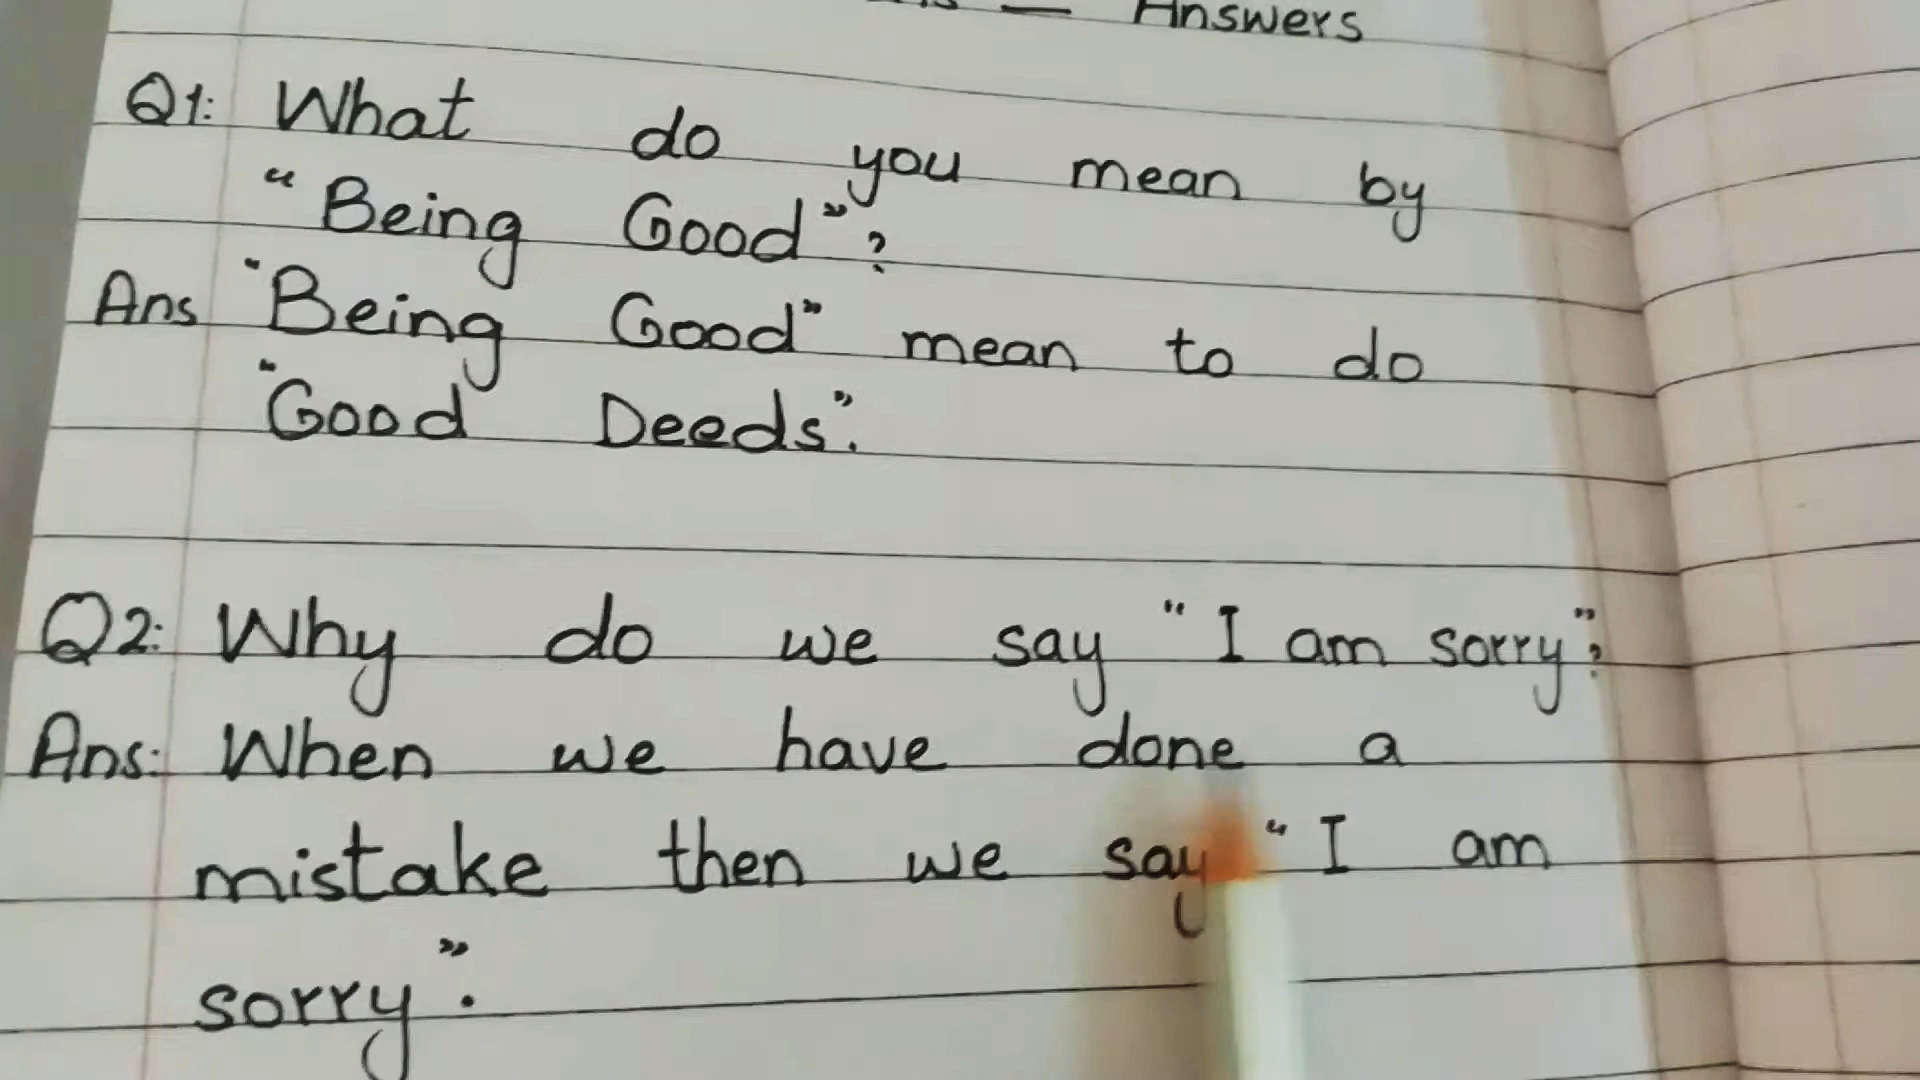 Answers
Q1: What do you mean by
"Being Good"?
Ans "Being Good" mean to do
"Good Deeds".
Q2: Why do we say "I am sorry"?
Ans: When we have done a
mistake then we say "I am
sorry".